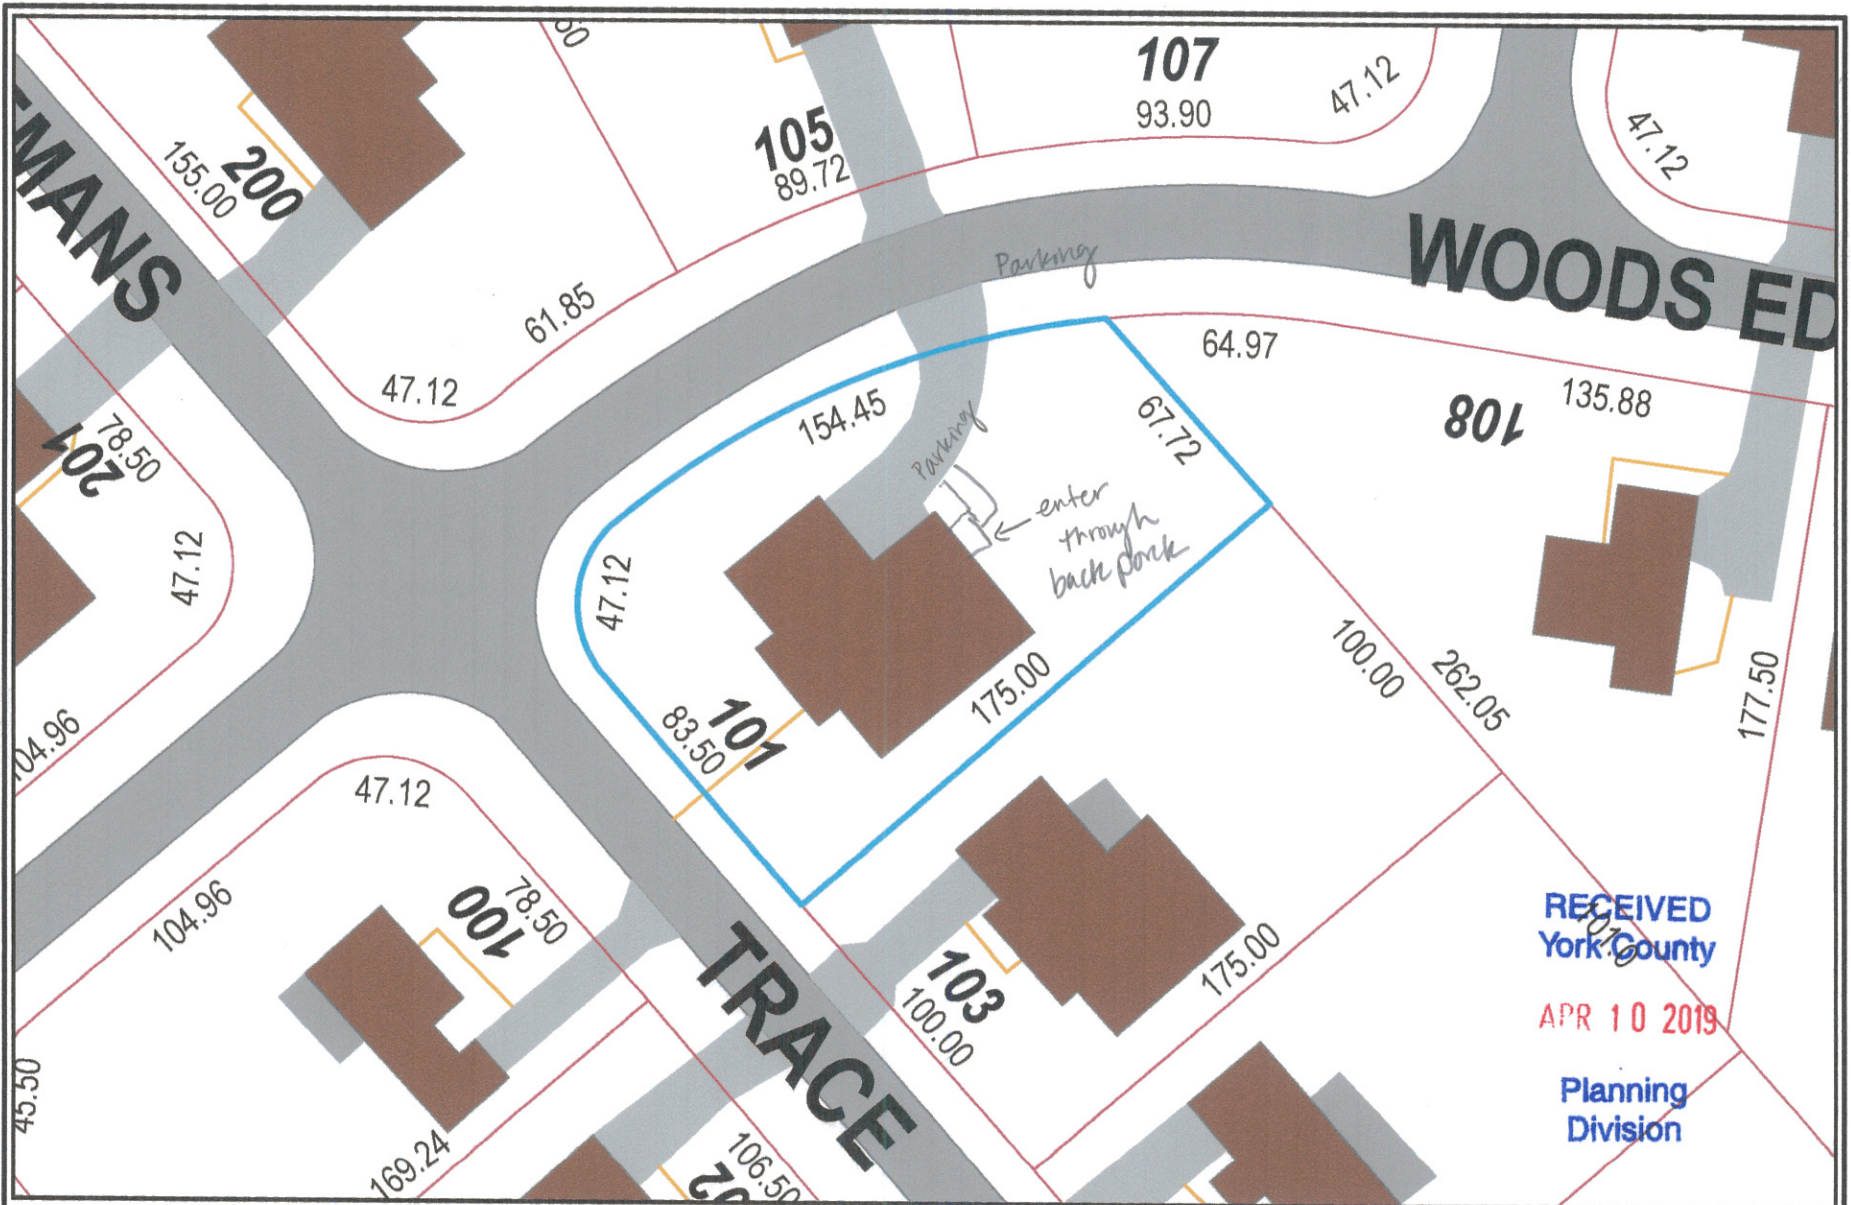 107
93.90
47.12
47.12
105
89.72
155.00
200
MANS
WOODS ED
Parking
61.85
47.12
64.97
135.88
108
154.45
67.72
Parking
enter
through
back porch
78.50
201
47.12
47.12
175.00
100.00
262.05
177.50
83.50
101
104.96
47.12
104.96
100
78.50
TRACE
103
100.00
175.00
RECEIVED
York County
APR 10 2019
Planning
Division
45.50
169.24
106.50